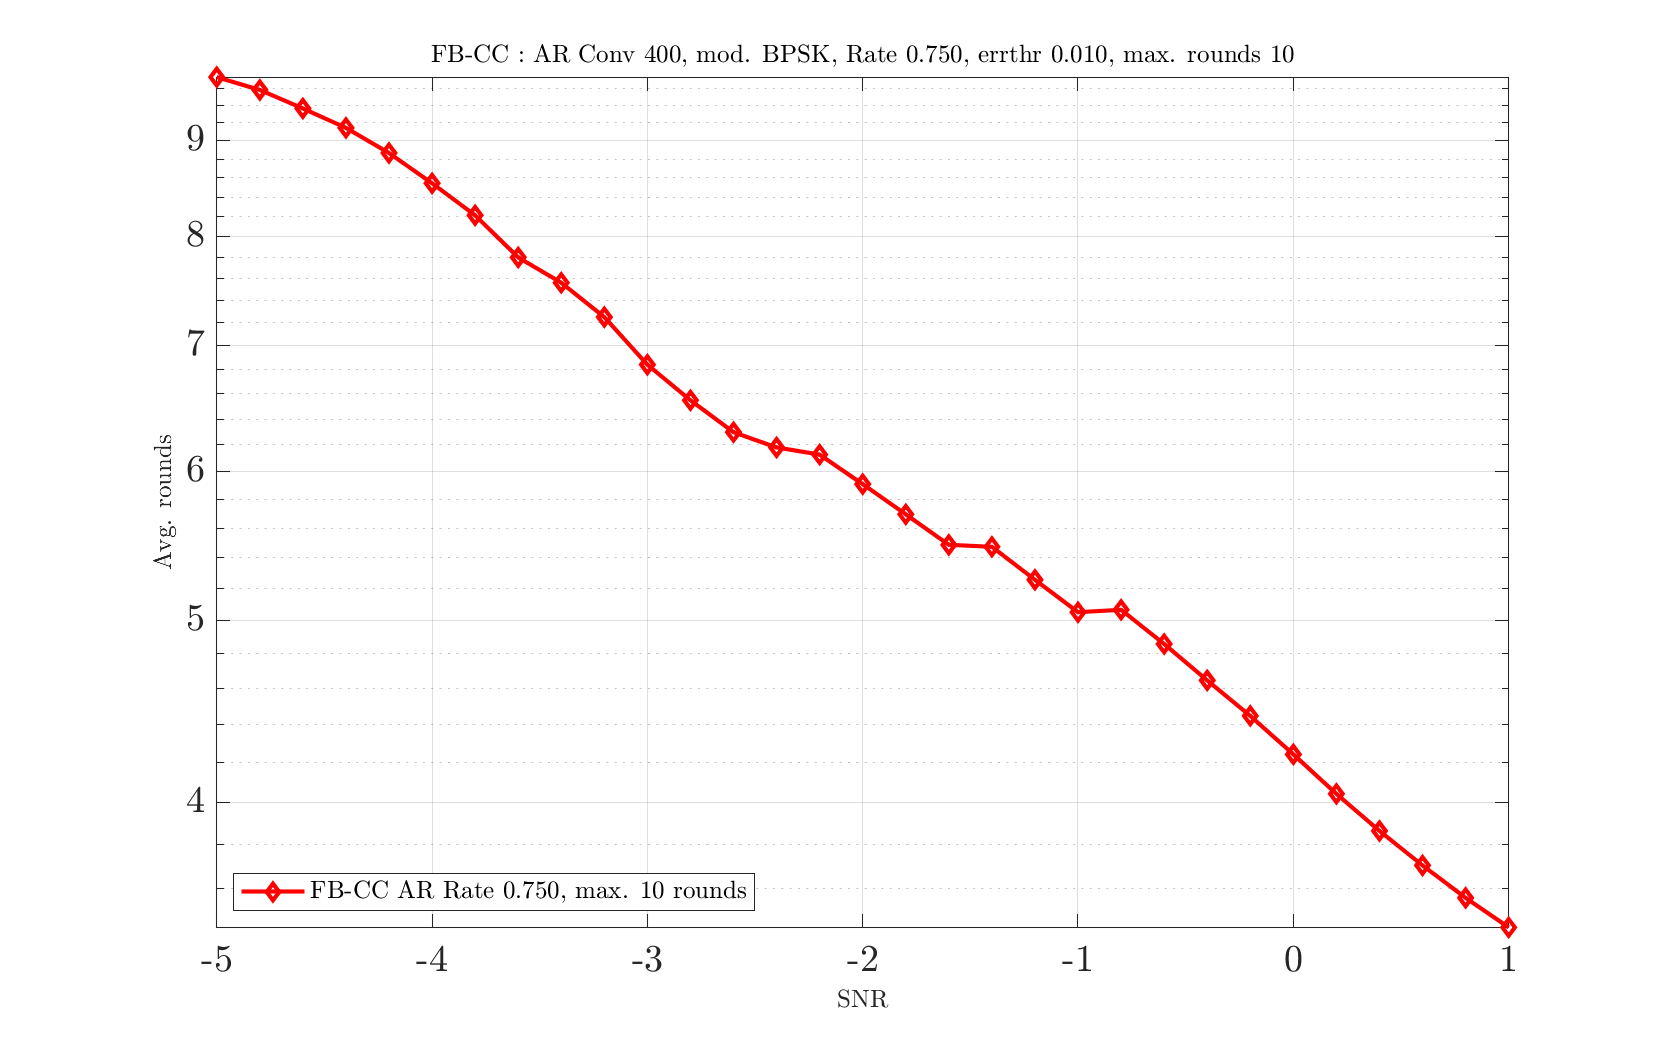 FB-CC : AR Conv 400, mod. BPSK, Rate 0.750, errthr 0.010, max. rounds 10
9
8
7
6
5
4
Avg. rounds
FB-CC AR Rate 0.750, max. 10 rounds
-5 -4 -3 -2 -1 0 1
SNR